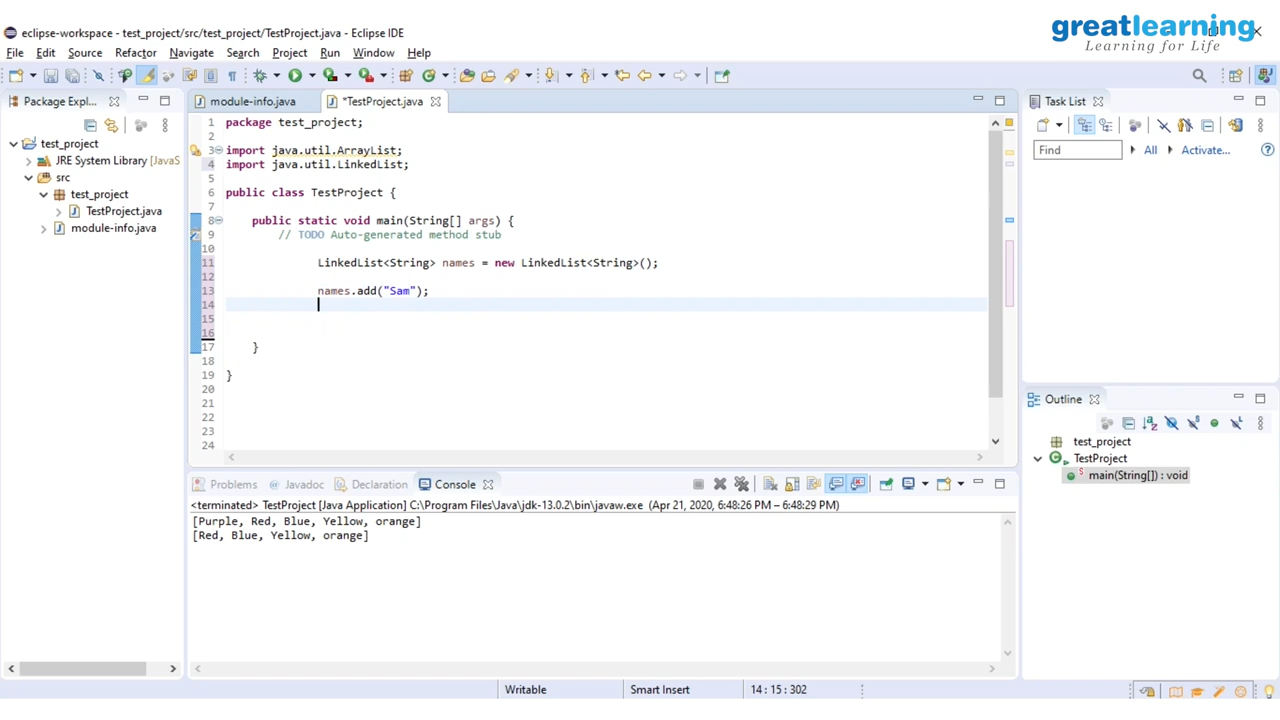 eclipse-workspace - test_project/src/test_project/TestProject.java - Eclipse IDE
greatlearning
Learning for Life
File Edit Source Refactor Navigate Search Project Run Window Help
Package Expl...
module-info.java
*TestProject.java
Task List
test_project
JRE System Library [JavaS
src
test_project
TestProject.java
module-info.java
1 package test_project;
2
3 import java.util.ArrayList;
4 import java.util.LinkedList;
5
6 public class TestProject {
7
8 public static void main(String[] args) {
9 // TODO Auto-generated method stub
10
11 LinkedList<String> names = new LinkedList<String>();
12
13 names.add("Sam");
14
15
16
17 }
18
19 }
20
21
22
23
24
Find All Activate...
Outline
test_project
TestProject
main(String[]) : void
Problems Javadoc Declaration Console
<terminated> TestProject [Java Application] C:\Program Files\Java\jdk-13.0.2\bin\javaw.exe (Apr 21, 2020, 6:48:26 PM – 6:48:29 PM)
[Purple, Red, Blue, Yellow, orange]
[Red, Blue, Yellow, orange]
Writable Smart Insert 14 : 15 : 302